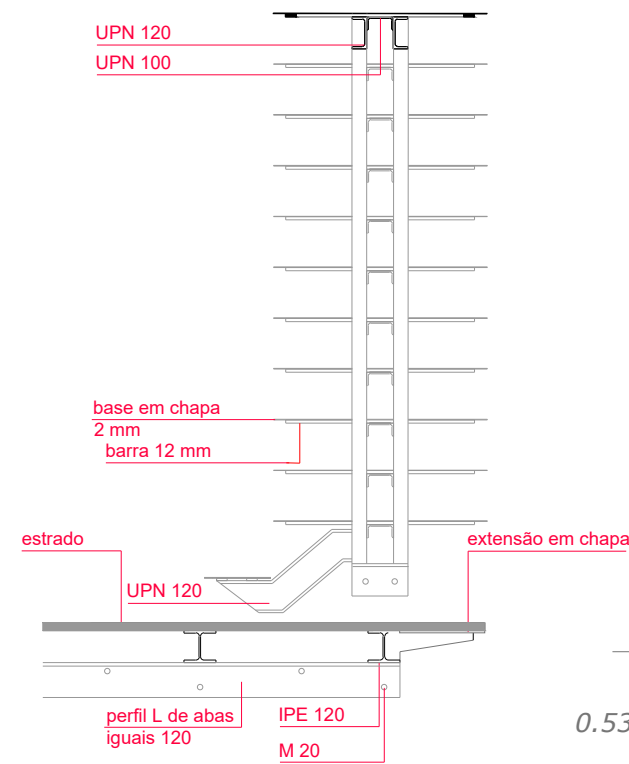 UPN 120
UPN 100
base em chapa
2 mm
barra 12 mm
estrado
extensão em chapa
UPN 120
perfil L de abas
iguais 120
IPE 120
M 20
0.53